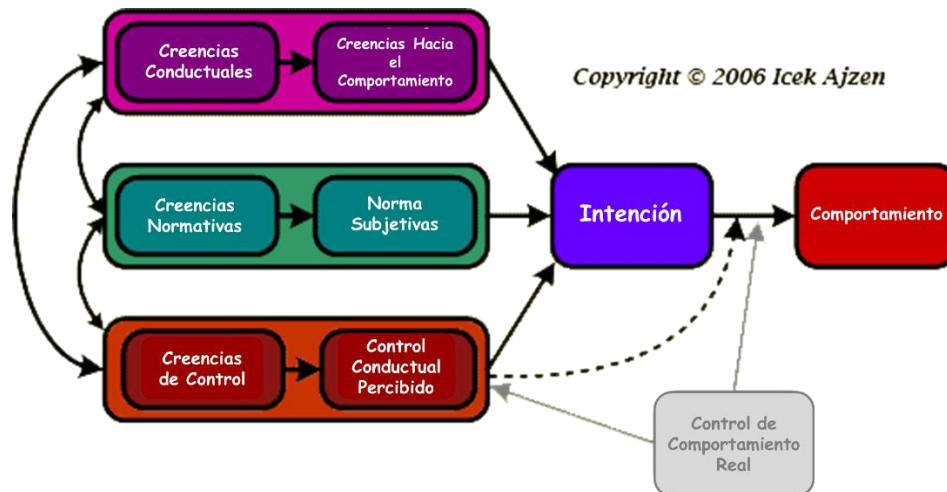 Creencias
Conductuales
Creencias Hacia
el
Comportamiento
Copyright © 2006 Icek Ajzen
Creencias
Normativas
Norma
Subjetivas
Intención
Comportamiento
Creencias
de Control
Control
Conductual
Percibido
Control de
Comportamiento
Real